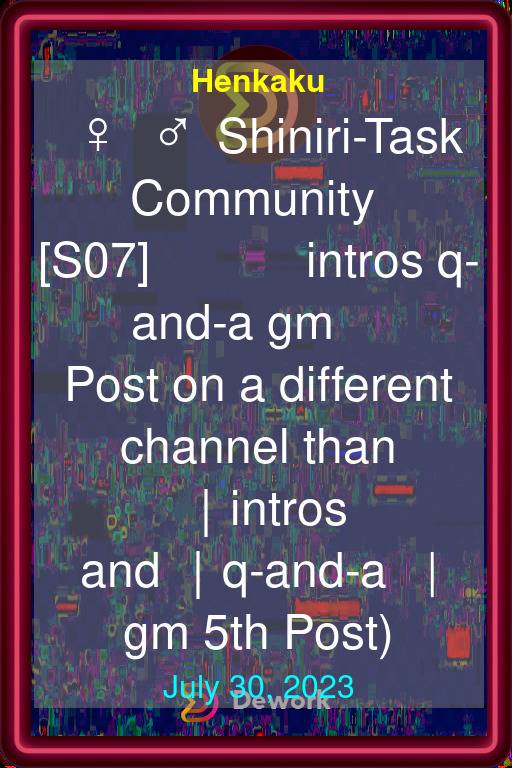 Henkaku
♀ ♂ Shiniri-Task
Community
[S07] intros q-
and-a gm
Post on a different
channel than
| intros
and | q-and-a |
gm 5th Post)
July 30, 2023
Dework